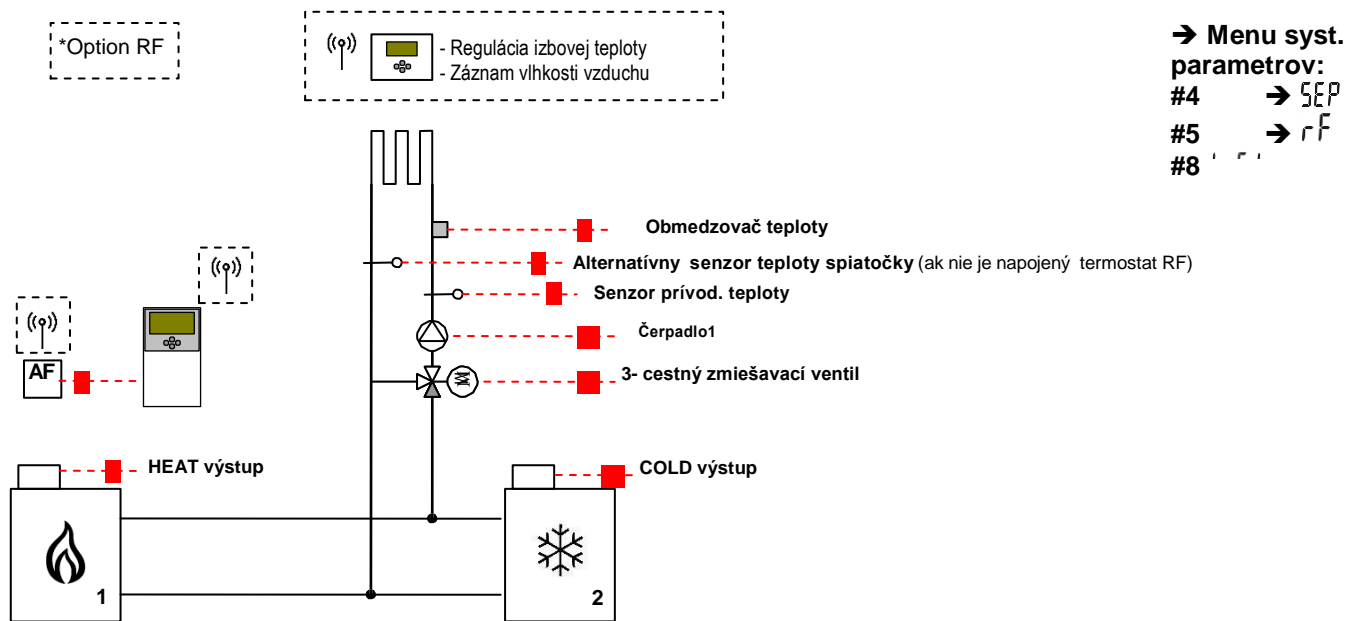 *Option RF
- Regulácia izbovej teploty
- Záznam vlhkosti vzduchu
➔ Menu syst.
parametrov:
#4 ➔ SEP
#5 ➔ rF
#8
Obmedzovač teploty
Alternatívny senzor teploty spiatočky (ak nie je napojený termostat RF)
Senzor prívod. teploty
Čerpadlo1
AF
3- cestný zmiešavací ventil
HEAT výstup
COLD výstup
1
2